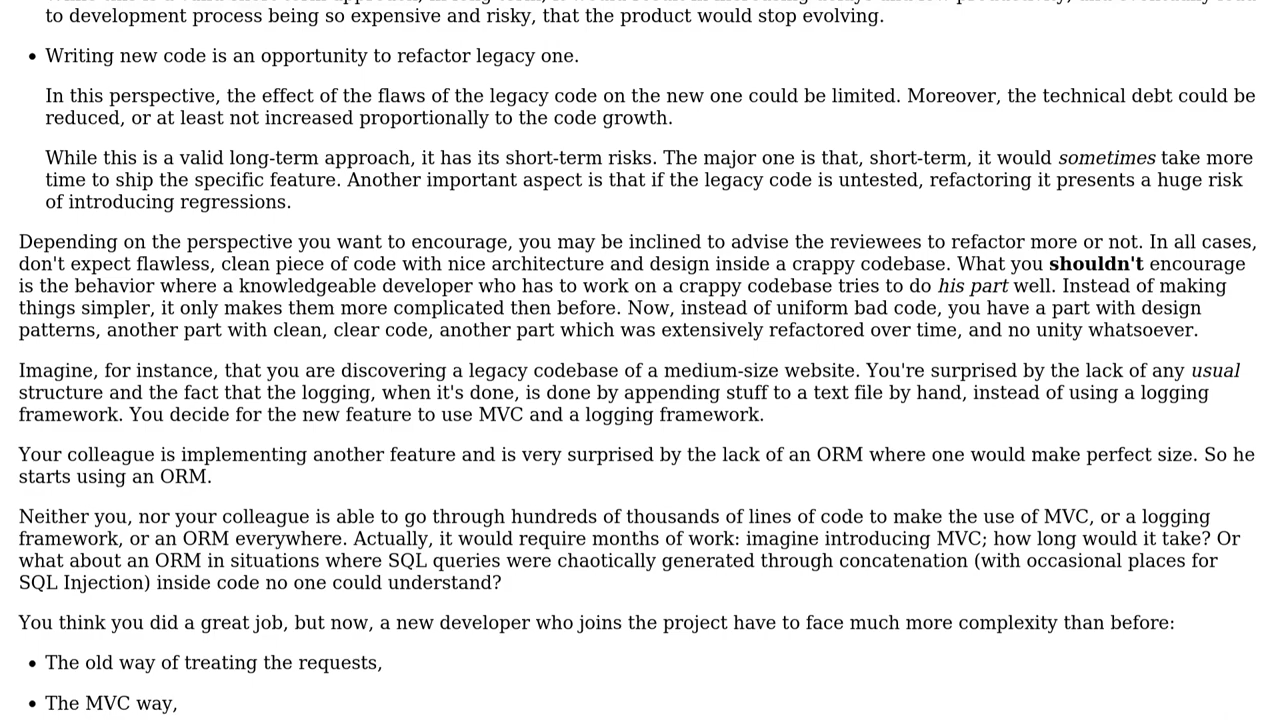 to development process being so expensive and risky, that the product would stop evolving.
• Writing new code is an opportunity to refactor legacy one.
In this perspective, the effect of the flaws of the legacy code on the new one could be limited. Moreover, the technical debt could be
reduced, or at least not increased proportionally to the code growth.
While this is a valid long-term approach, it has its short-term risks. The major one is that, short-term, it would sometimes take more
time to ship the specific feature. Another important aspect is that if the legacy code is untested, refactoring it presents a huge risk
of introducing regressions.
Depending on the perspective you want to encourage, you may be inclined to advise the reviewees to refactor more or not. In all cases,
don't expect flawless, clean piece of code with nice architecture and design inside a crappy codebase. What you shouldn't encourage
is the behavior where a knowledgeable developer who has to work on a crappy codebase tries to do his part well. Instead of making
things simpler, it only makes them more complicated then before. Now, instead of uniform bad code, you have a part with design
patterns, another part with clean, clear code, another part which was extensively refactored over time, and no unity whatsoever.
Imagine, for instance, that you are discovering a legacy codebase of a medium-size website. You're surprised by the lack of any usual
structure and the fact that the logging, when it's done, is done by appending stuff to a text file by hand, instead of using a logging
framework. You decide for the new feature to use MVC and a logging framework.
Your colleague is implementing another feature and is very surprised by the lack of an ORM where one would make perfect size. So he
starts using an ORM.
Neither you, nor your colleague is able to go through hundreds of thousands of lines of code to make the use of MVC, or a logging
framework, or an ORM everywhere. Actually, it would require months of work: imagine introducing MVC; how long would it take? Or
what about an ORM in situations where SQL queries were chaotically generated through concatenation (with occasional places for
SQL Injection) inside code no one could understand?
You think you did a great job, but now, a new developer who joins the project have to face much more complexity than before:
• The old way of treating the requests,
• The MVC way,